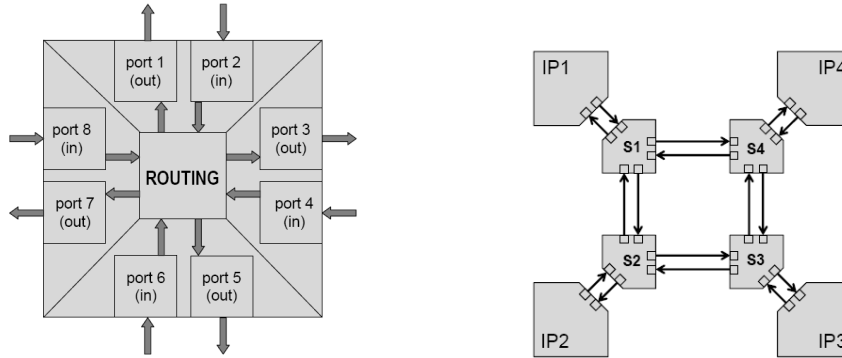 port 1
(out)
port 2
(in)
port 8
(in)
port 3
(out)
ROUTING
port 7
(out)
port 4
(in)
port 6
(in)
port 5
(out)
IP1
IP4
S1
S4
S2
S3
IP2
IP3